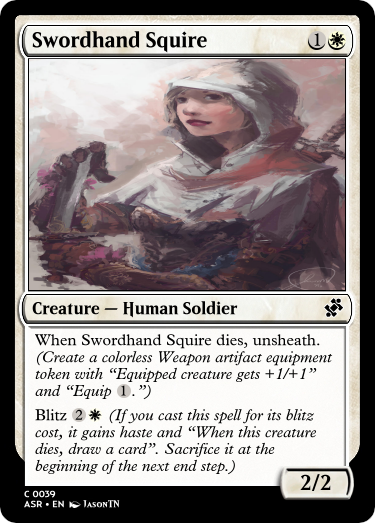 Swordhand Squire 1
Creature — Human Soldier
When Swordhand Squire dies, unsheath.
(Create a colorless Weapon artifact equipment
token with “Equipped creature gets +1/+1”
and “Equip 1.”)
Blitz 2 (If you cast this spell for its blitz
cost, it gains haste and “When this creature
dies, draw a card”. Sacrifice it at the
beginning of the next end step.)
2/2
C 0039
ASR • EN JasonTN